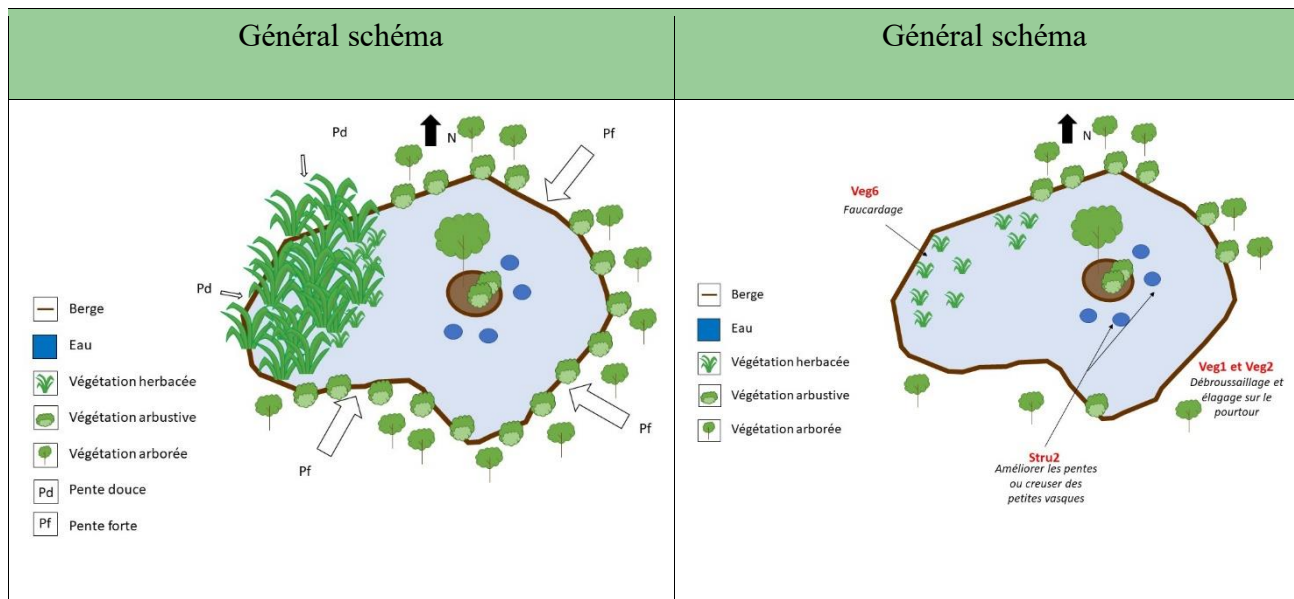 Général schéma
Pd
N
Pf
Pd
Berge
Eau
Végétation herbacée
Végétation arbustive
Végétation arborée
Pd Pente douce
Pf Pente forte
Pf
Pf
Général schéma
N
Veg6
Faucardage
Berge
Eau
Végétation herbacée
Végétation arbustive
Végétation arborée
Veg1 et Veg2
Débroussaillage et
élagage sur le
pourtour
Stru2
Améliorer les pentes
ou creuser des
petites vasques